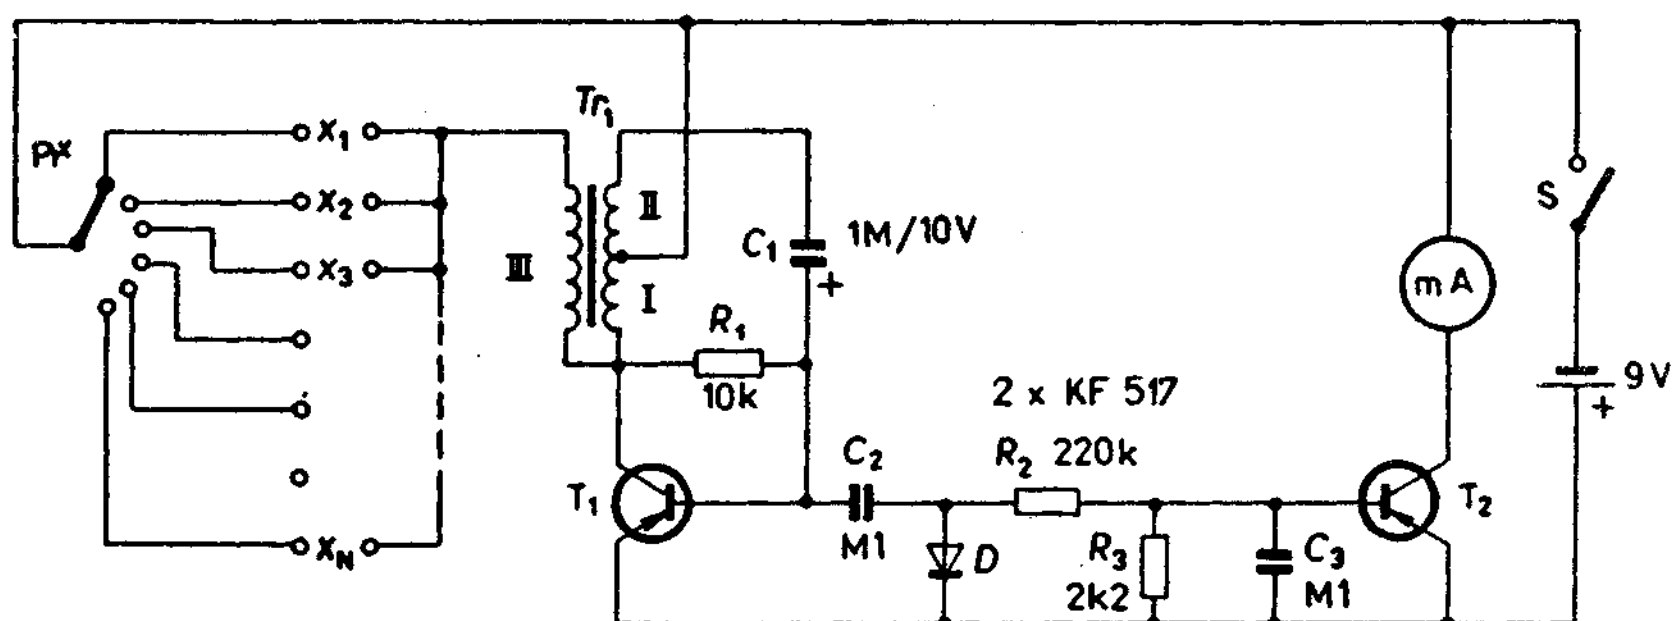 Tr₁
Př
X₁
X₂
X₃
X_N
II
III
I
C₁
1M/10V
+
R₁
10k
S
mA
9V
+
2 x KF 517
C₂
M1
R₂ 220k
T₁
T₂
D
R₃
2k2
C₃
M1